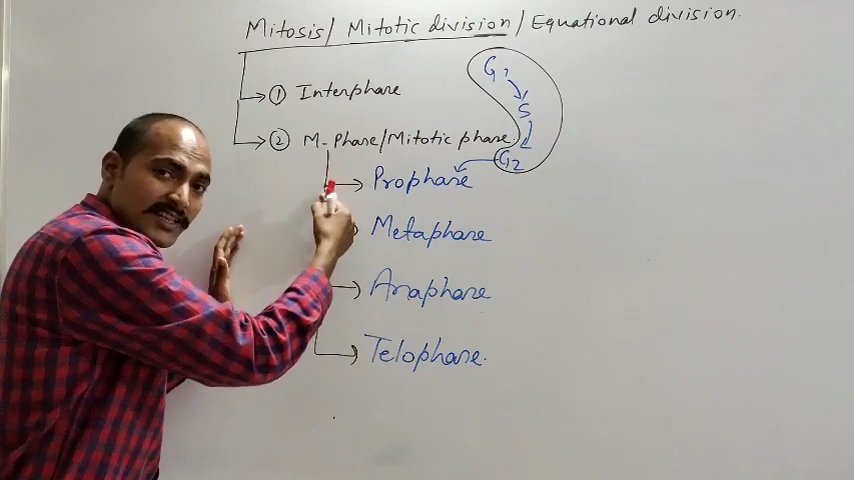 Mitosis/ Mitotic division/ Equational division.
① Interphase
G1
S
② M-Phase/Mitotic phase.
G2
Prophase
Metaphase
Anaphase
Telophase.